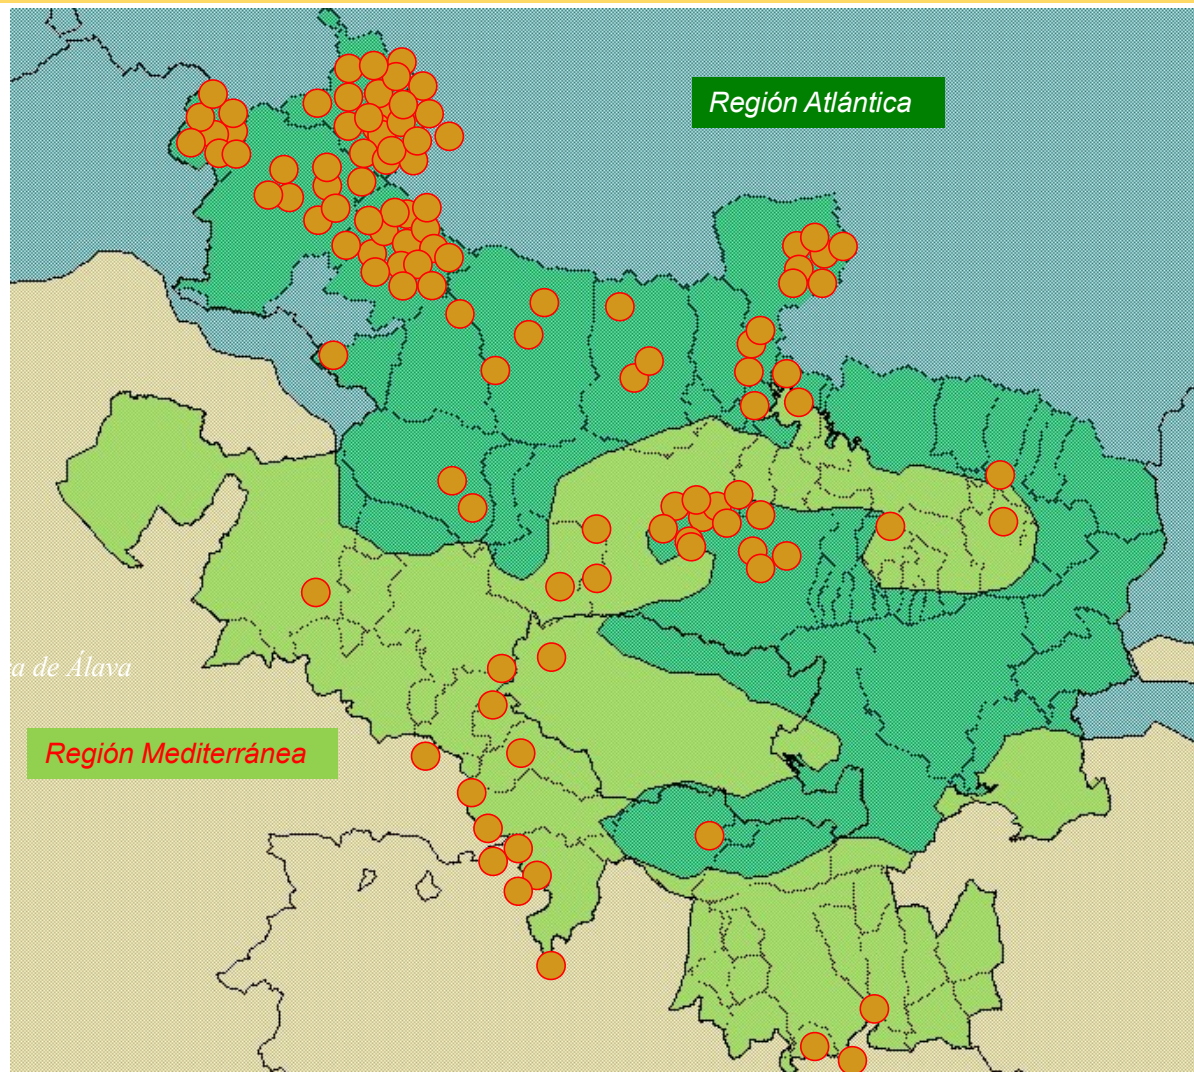 Región Atlántica
a de Álava
Región Mediterránea